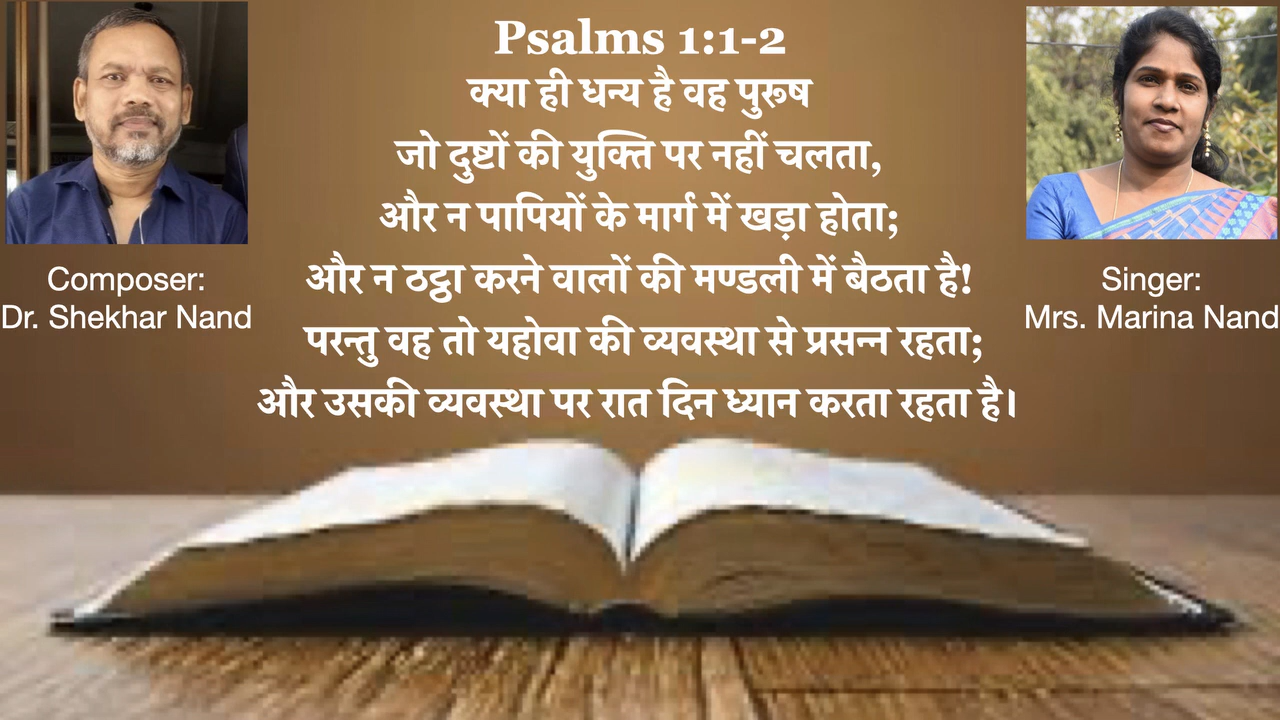 Psalms 1:1-2
क्या ही धन्य है वह पुरूष
जो दुष्टों की युक्ति पर नहीं चलता,
और न पापियों के मार्ग में खड़ा होता;
और न ठट्ठा करने वालों की मण्डली में बैठता है!
परन्तु वह तो यहोवा की व्यवस्था से प्रसन्न रहता;
और उसकी व्यवस्था पर रात दिन ध्यान करता रहता है।
Composer:
Dr. Shekhar Nand
Singer:
Mrs. Marina Nand